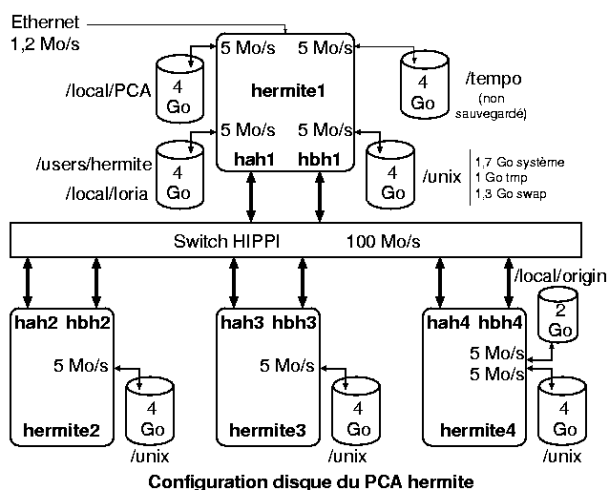 Ethernet
1,2 Mo/s
5 Mo/s 5 Mo/s
/local/PCA
4
Go
hermite1
4
Go
/tempo
(non
sauvegardé)
5 Mo/s 5 Mo/s
/users/hermite
/local/loria
4
Go
hah1 hbh1
4
Go
/unix
1,7 Go système
1 Go tmp
1,3 Go swap
Switch HIPPI 100 Mo/s
/local/origin
hah2 hbh2
hah3 hbh3
hah4 hbh4
2
Go
5 Mo/s
5 Mo/s
5 Mo/s
5 Mo/s
4
Go
4
Go
4
Go
hermite2
hermite3
hermite4
/unix
/unix
/unix
Configuration disque du PCA hermite